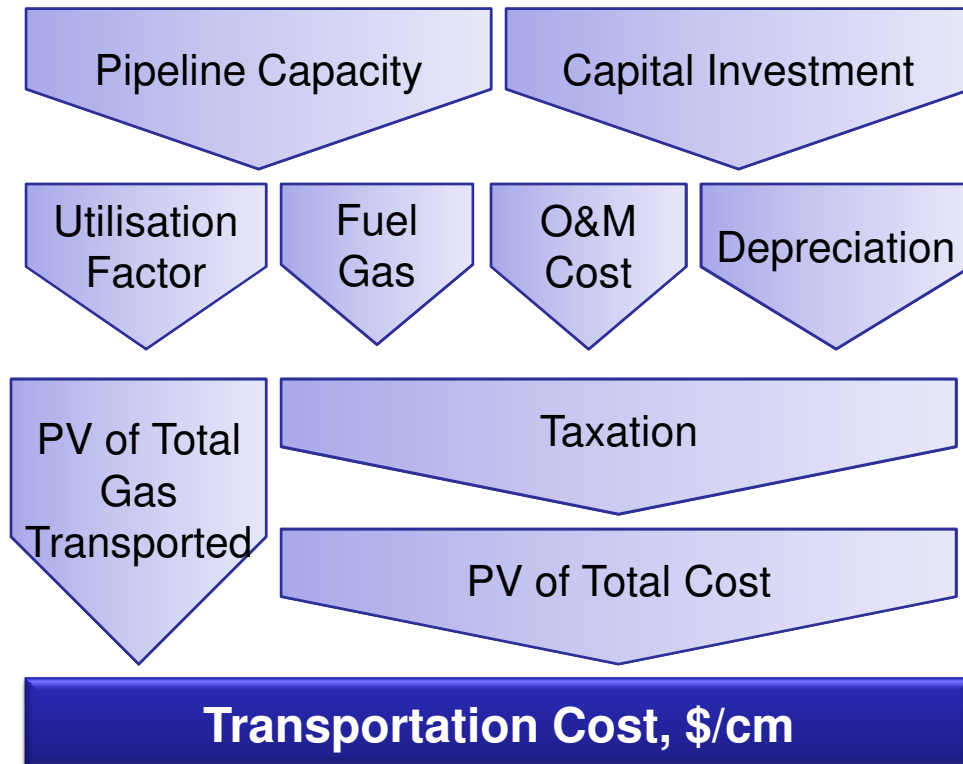 Pipeline Capacity
Capital Investment
Utilisation
Factor
Fuel
Gas
O&M
Cost
Depreciation
PV of Total
Gas
Transported
Taxation
PV of Total Cost
Transportation Cost, $/cm